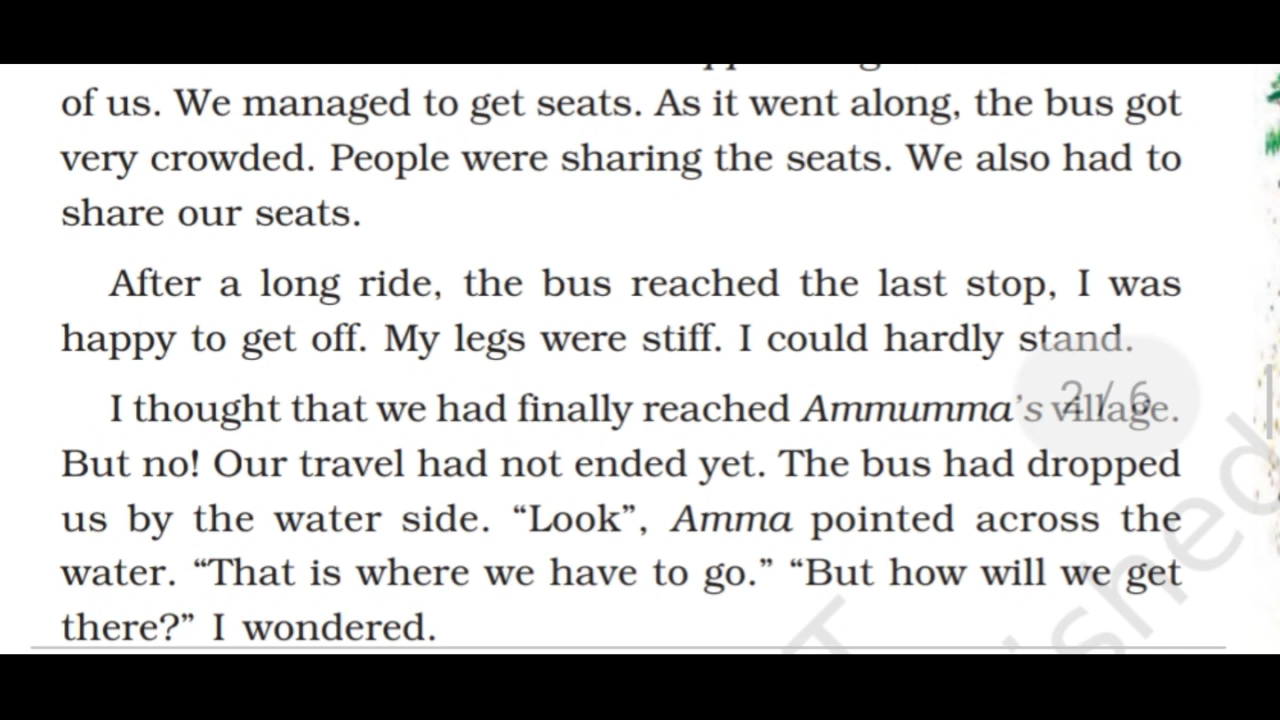 of us. We managed to get seats. As it went along, the bus got
very crowded. People were sharing the seats. We also had to
share our seats.
After a long ride, the bus reached the last stop, I was
happy to get off. My legs were stiff. I could hardly stand.
I thought that we had finally reached Ammumma's village.
2 / 6
But no! Our travel had not ended yet. The bus had dropped
us by the water side. “Look”, Amma pointed across the
water. “That is where we have to go.” “But how will we get
there?” I wondered.